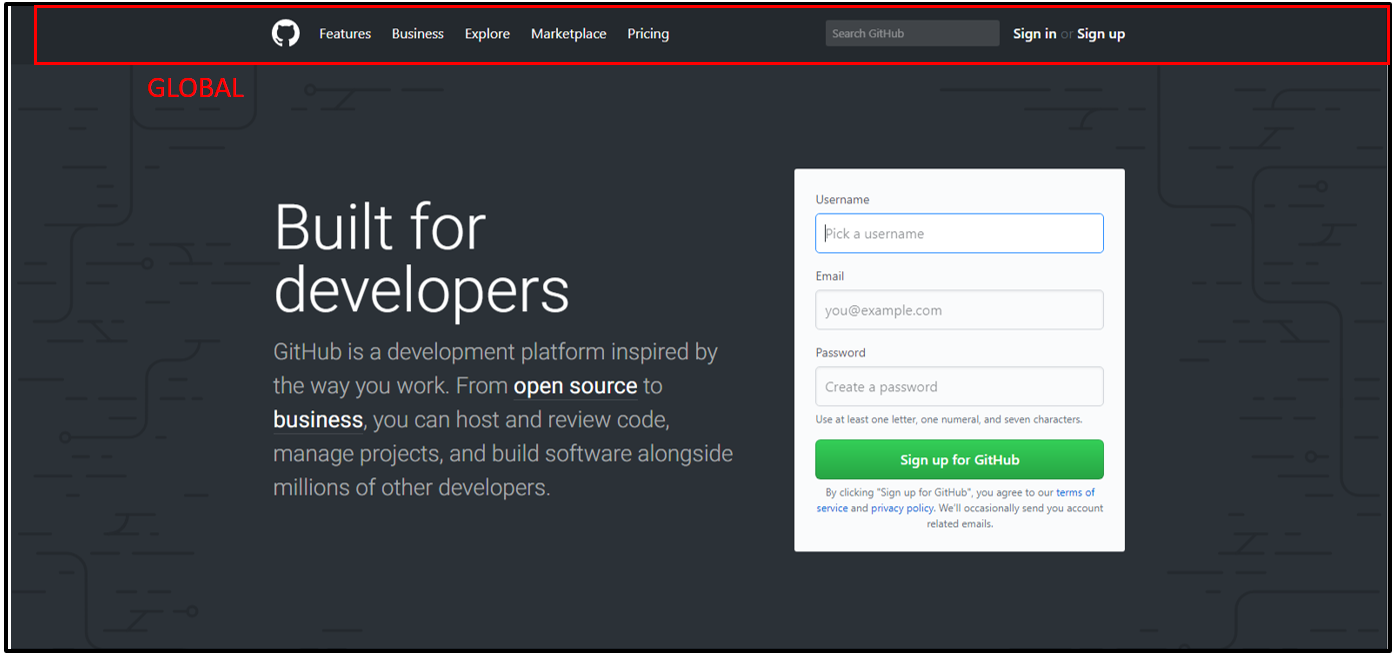 Features Business Explore Marketplace Pricing Search GitHub Sign in or Sign up
GLOBAL
Built for
developers
GitHub is a development platform inspired by
the way you work. From open source to
business, you can host and review code,
manage projects, and build software alongside
millions of other developers.
Username
Pick a username
Email
you@example.com
Password
Create a password
Use at least one letter, one numeral, and seven characters.
Sign up for GitHub
By clicking "Sign up for GitHub", you agree to our terms of
service and privacy policy. We'll occasionally send you account
related emails.